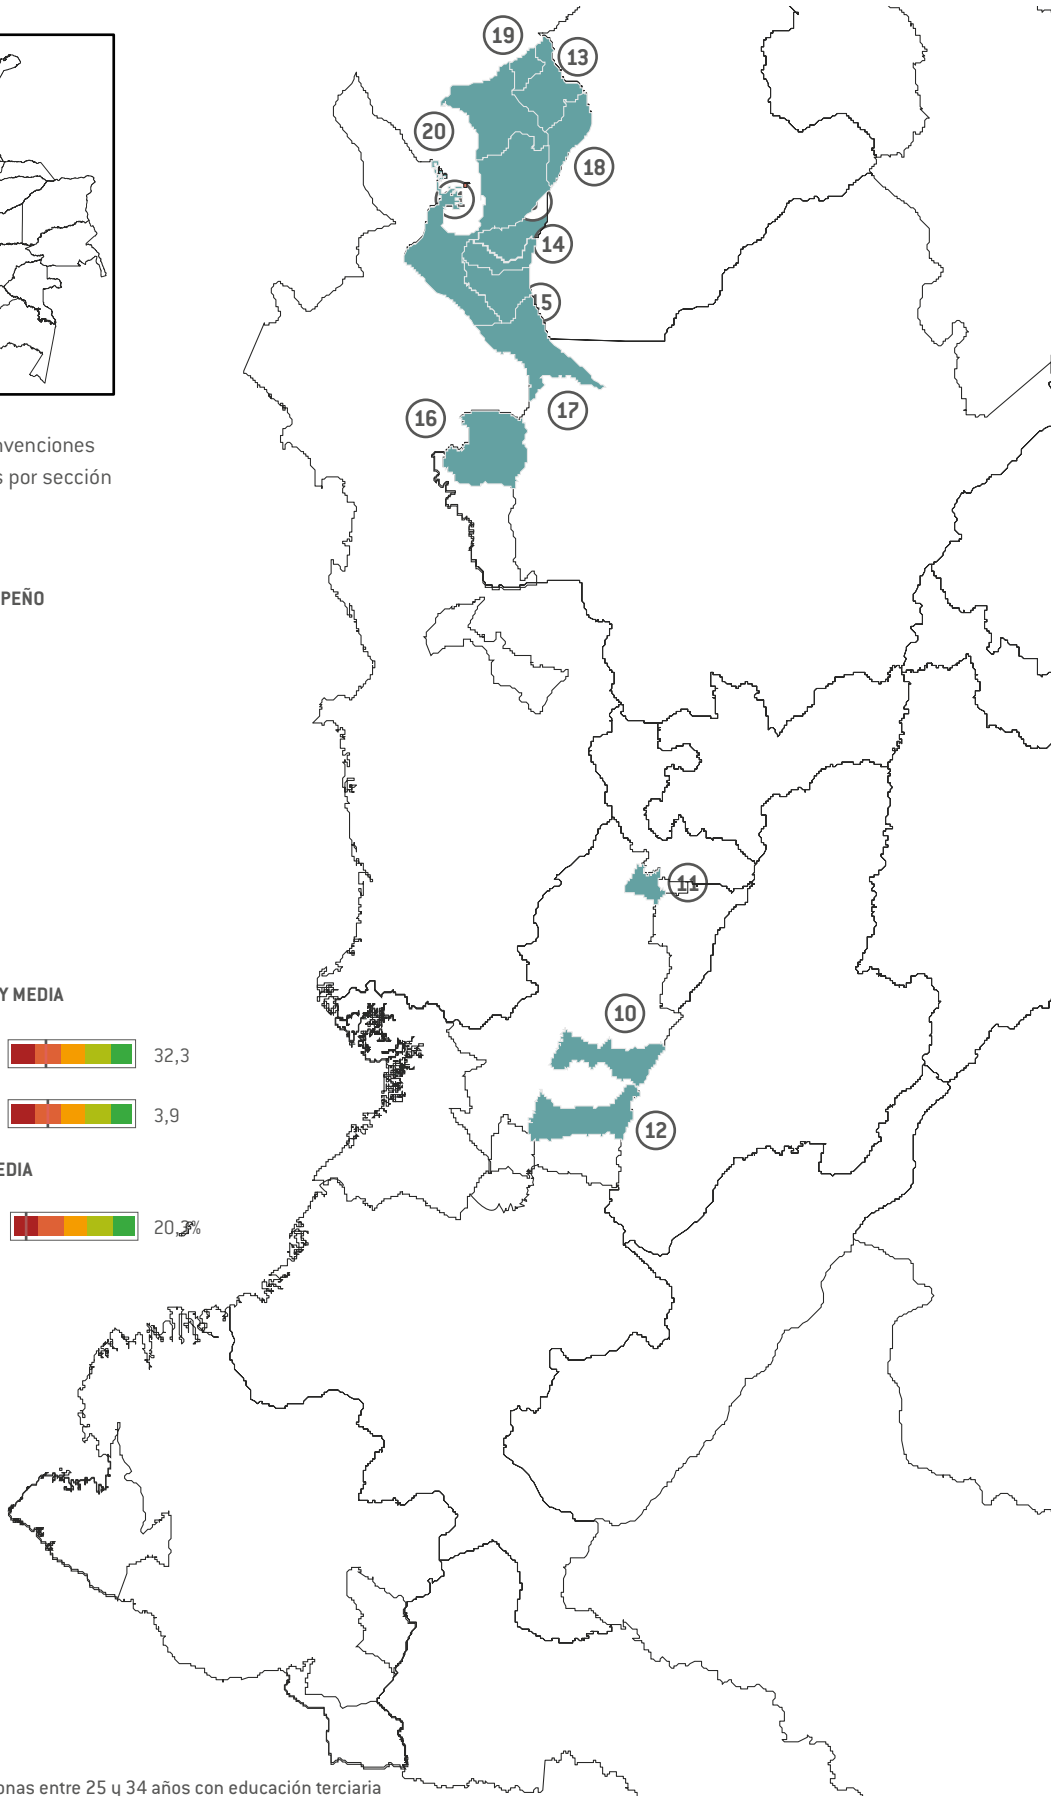 19
13
20
18
14
15
17
16
nvenciones
s por sección
PEÑO
11
Y MEDIA
10
32,3
3,9
12
EDIA
20,3%
onas entre 25 y 34 años con educación terciaria